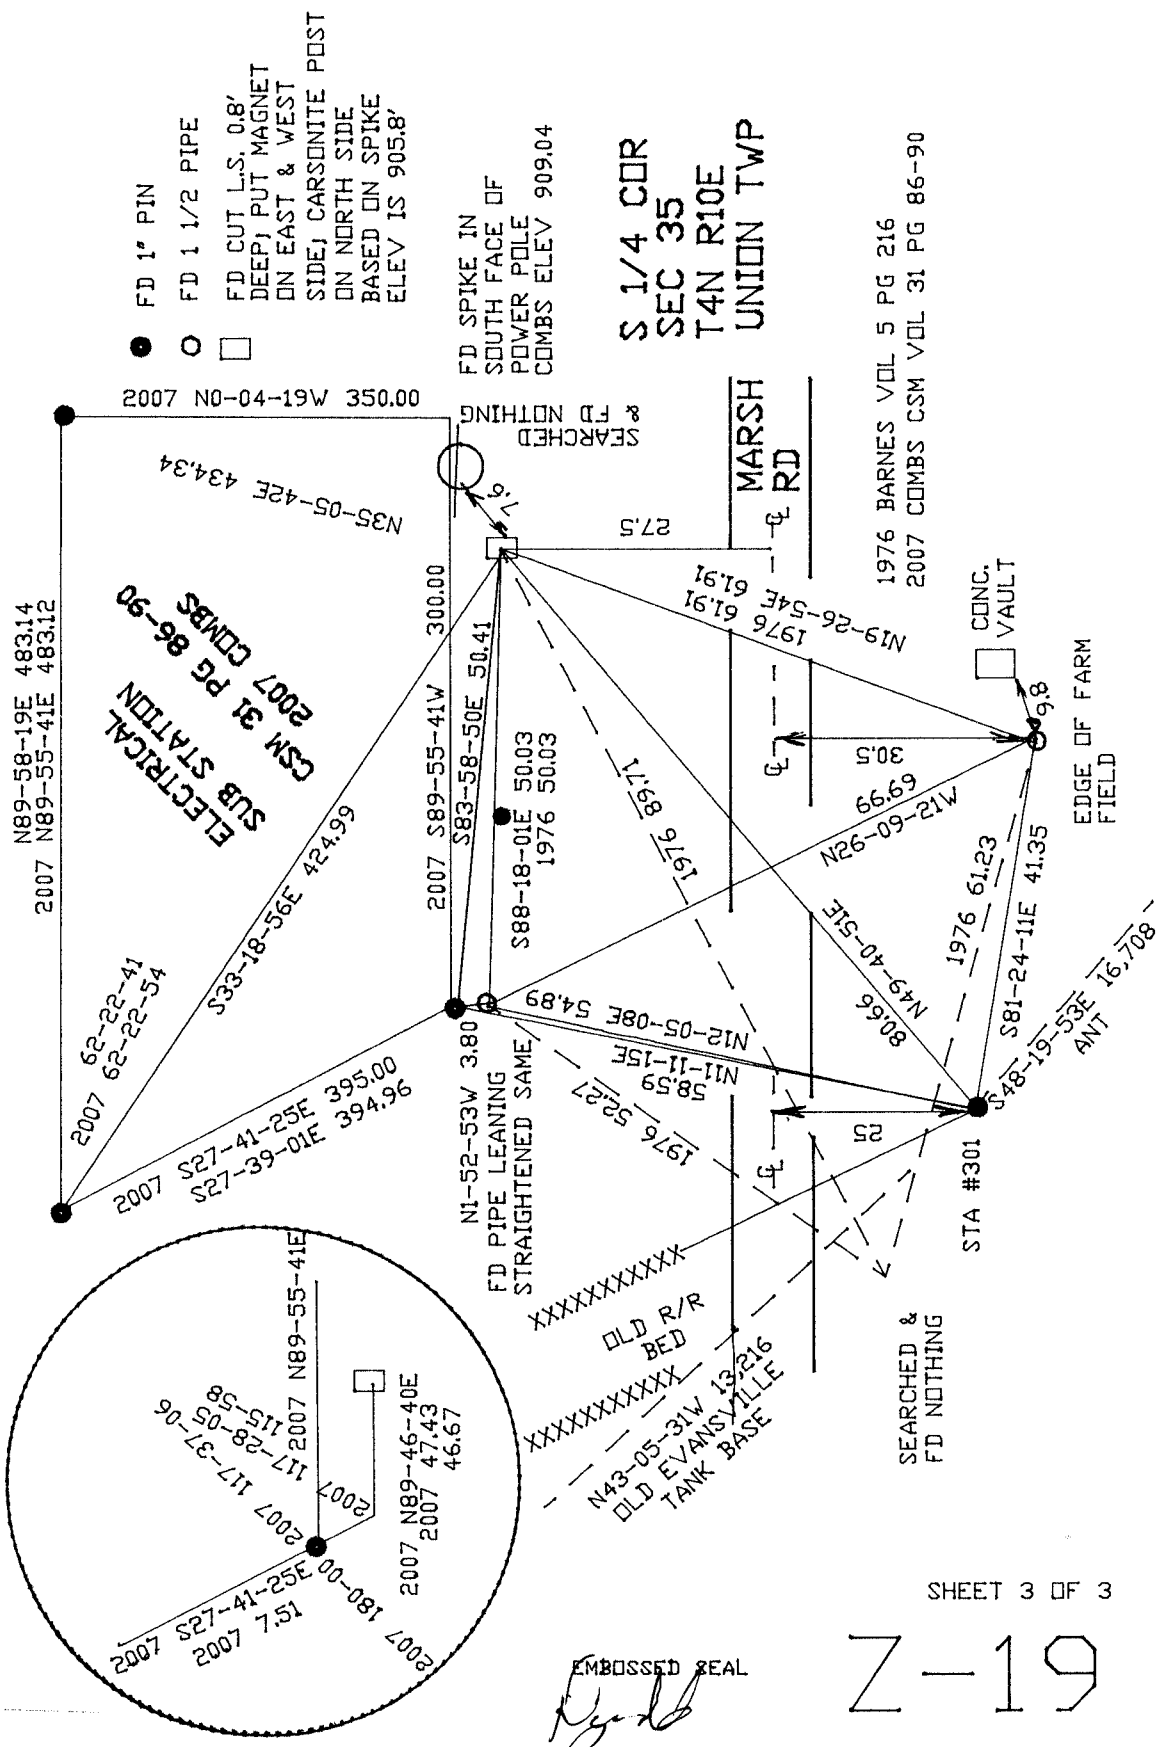 FD 1" PIN
FD 1 1/2 PIPE
FD CUT L.S. 0.8'
DEEP; PUT MAGNET
ON EAST & WEST
SIDE; CARSONITE POST
ON NORTH SIDE
BASED ON SPIKE
ELEV IS 905.8'
FD SPIKE IN
SOUTH FACE OF
POWER POLE
COMBS ELEV 909.04
S 1/4 COR
SEC 35
T4N R10E
UNION TWP
1976 BARNES VOL 5 PG 216
2007 COMBS CSM VOL 31 PG 86-90
2007 N0-04-19W 350.00
N35-05-42E 434.34
SEARCHED
& FD NOTHING
7.6
MARSH
RD
27.5
N89-58-19E 483.14
2007 N89-55-41E 483.12
ELECTRICAL
SUB STATION
CSM 31 PG 86-90
2007 COMBS
S33-18-56E 424.99
62-22-41
2007 62-22-54
2007 S27-41-25E 395.00
S27-39-01E 394.96
2007 S89-55-41W 300.00
S83-58-50E 50.41
S88-18-01E 50.03
1976 50.03
N1-52-53W 3.80
FD PIPE LEANING
STRAIGHTENED SAME
1976 89.71
1976 61.91
N19-26-54E 61.91
CL
CL
CL
30.5
9.8
CONC.
VAULT
EDGE OF FARM
FIELD
69.99
N26-09-21W
N49-40-51E
80.66
N12-05-08E 54.89
N11-11-15E
58.59
1976 52.27
25
1976 61.23
S81-24-11E 41.35
S48-19-53E 16,708
ANT
STA #301
SEARCHED &
FD NOTHING
XXXXXXXXXXX
OLD R/R
BED
XXXXXXXXXXX
N43-05-31W 13,216
OLD EVANSVILLE
TANK BASE
2007 N89-55-41E
115-58
2007 117-28-05
2007 117-37-06
2007 N89-46-40E
2007 47.43
46.67
2007 S27-41-25E
2007 7.51
2007 180-00
EMBOSSED SEAL
SHEET 3 OF 3
Z-19